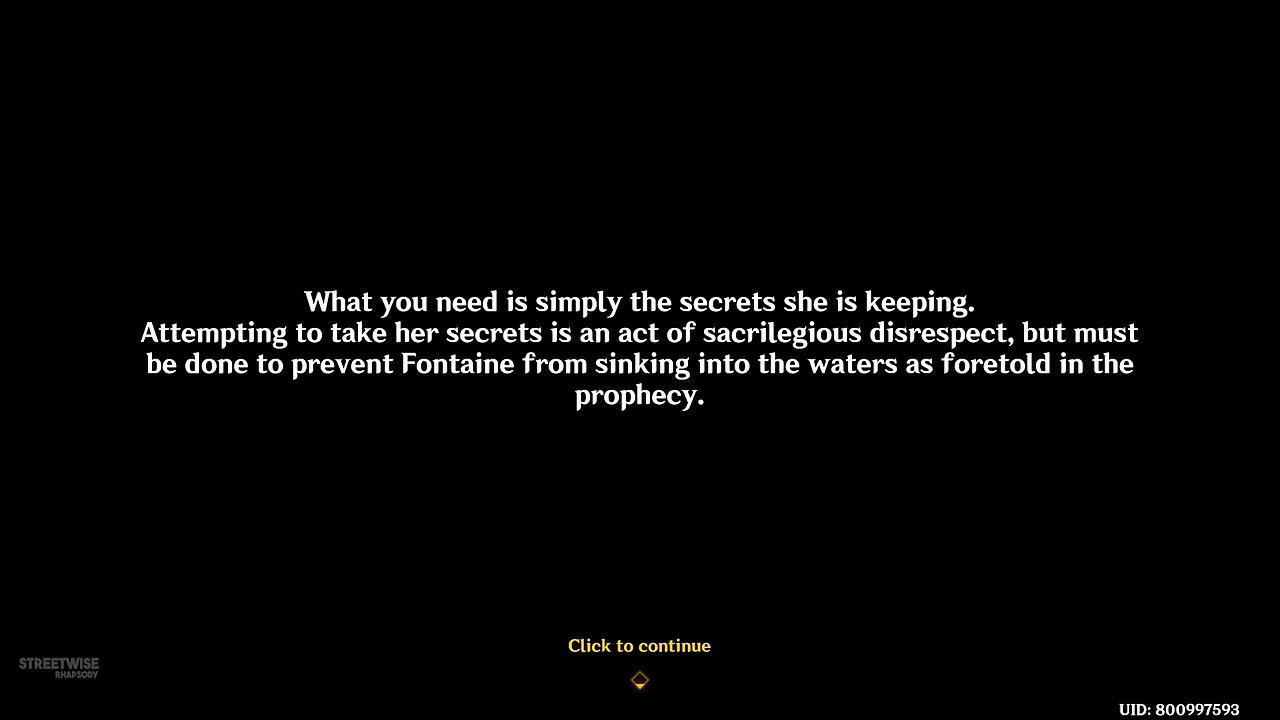 What you need is simply the secrets she is keeping.
Attempting to take her secrets is an act of sacrilegious disrespect, but must
be done to prevent Fontaine from sinking into the waters as foretold in the
prophecy.
Click to continue
STREETWISE
RHAPSODY
UID: 800997593